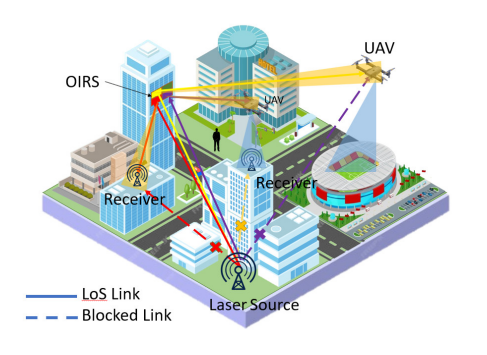 UAV
OIRS
UAV
Receiver
Receiver
Laser Source
LoS Link
Blocked Link